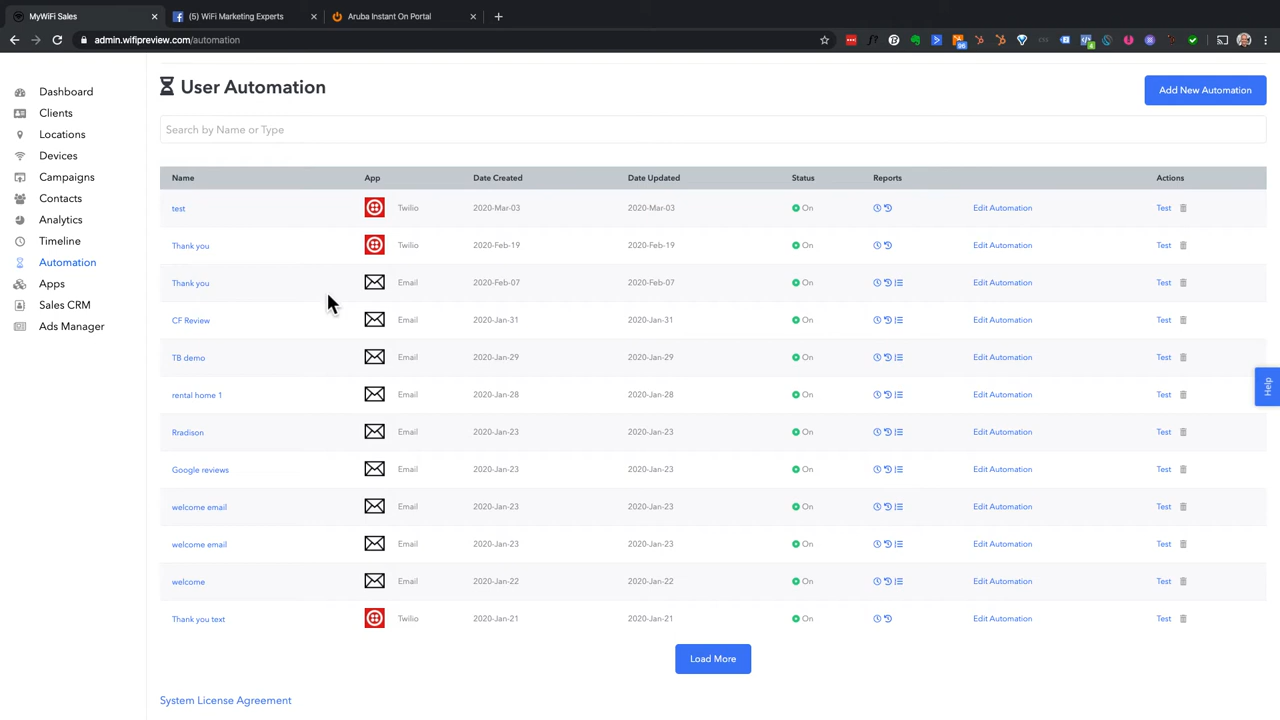 MyWiFi Sales
(5) WiFi Marketing Experts
Aruba Instant On Portal
admin.wifipreview.com/automation
Dashboard
Clients
Locations
Devices
Campaigns
Contacts
Analytics
Timeline
Automation
Apps
Sales CRM
Ads Manager
User Automation
Add New Automation
Search by Name or Type
Name App Date Created Date Updated Status Reports Actions
test Twilio 2020-Mar-03 2020-Mar-03 On Edit Automation Test
Thank you Twilio 2020-Feb-19 2020-Feb-19 On Edit Automation Test
Thank you Email 2020-Feb-07 2020-Feb-07 On Edit Automation Test
CF Review Email 2020-Jan-31 2020-Jan-31 On Edit Automation Test
TB demo Email 2020-Jan-29 2020-Jan-29 On Edit Automation Test
rental home 1 Email 2020-Jan-28 2020-Jan-28 On Edit Automation Test
Rradison Email 2020-Jan-23 2020-Jan-23 On Edit Automation Test
Google reviews Email 2020-Jan-23 2020-Jan-23 On Edit Automation Test
welcome email Email 2020-Jan-23 2020-Jan-23 On Edit Automation Test
welcome email Email 2020-Jan-23 2020-Jan-23 On Edit Automation Test
welcome Email 2020-Jan-22 2020-Jan-22 On Edit Automation Test
Thank you text Twilio 2020-Jan-21 2020-Jan-21 On Edit Automation Test
Load More
System License Agreement
Help